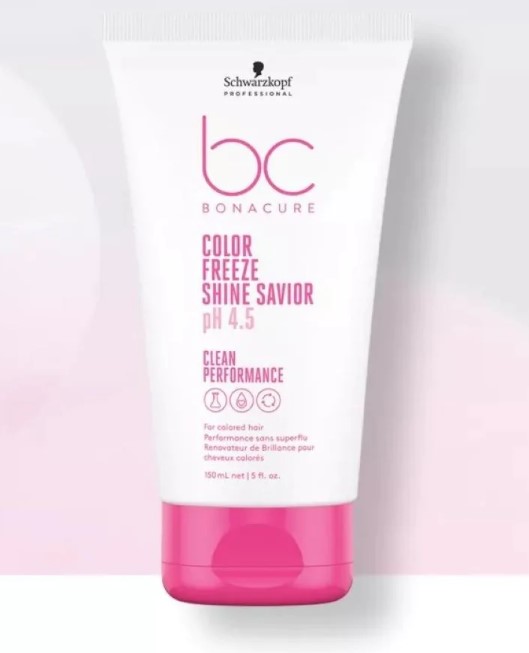 Schwarzkopf
PROFESSIONAL
bc
BONACURE
COLOR
FREEZE
SHINE SAVIOR
pH 4.5
CLEAN
PERFORMANCE
For colored hair
Performance sans superflu
Renovateur de Brillance pour
cheveux colorés
150 mL net | 5 fl. oz.